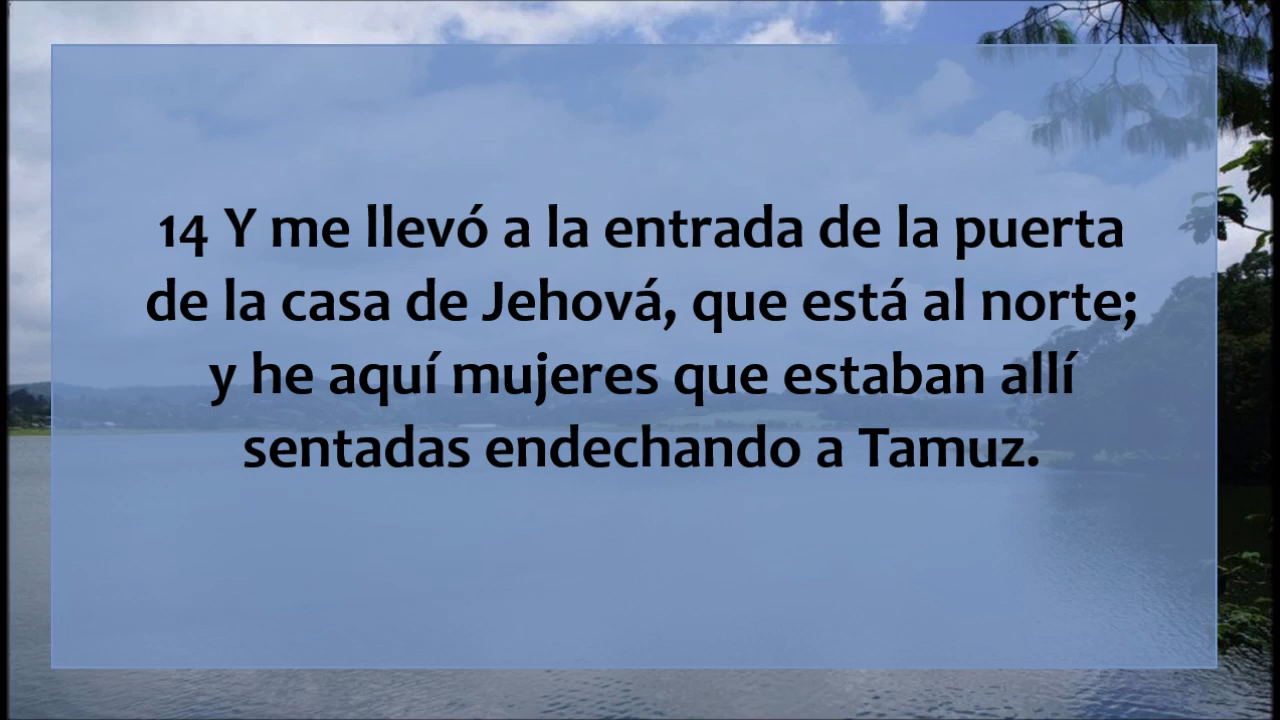 14 Y me llevó a la entrada de la puerta
de la casa de Jehová, que está al norte;
y he aquí mujeres que estaban allí
sentadas endechando a Tamuz.